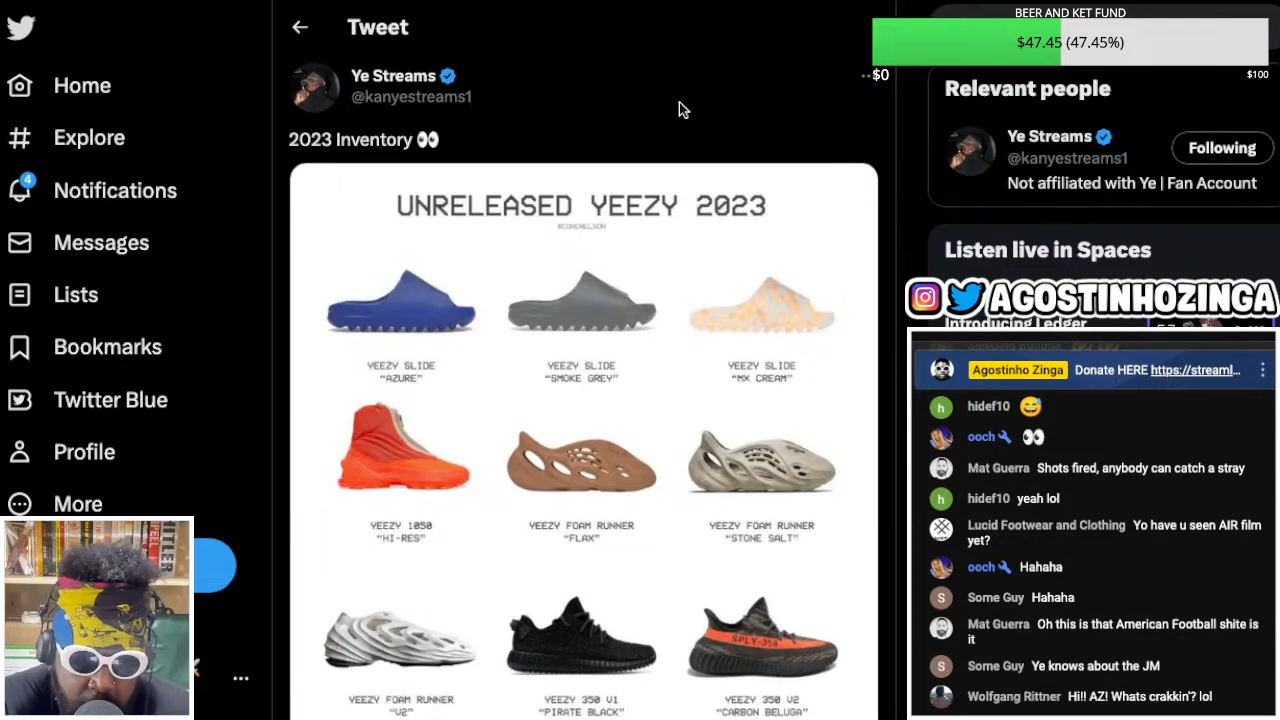 Home
Explore
4
Notifications
Messages
Lists
Bookmarks
Twitter Blue
Profile
More
Tweet
Ye Streams
@kanyestreams1
2023 Inventory 👀
UNRELEASED YEEZY 2023
@CORENELSON
YEEZY SLIDE
"AZURE"
YEEZY SLIDE
"SMOKE GREY"
YEEZY SLIDE
"MX CREAM"
YEEZY 1050
"HI-RES"
YEEZY FOAM RUNNER
"FLAX"
YEEZY FOAM RUNNER
"STONE SALT"
SPLY-350
YEEZY FOAM RUNNER
"V2"
YEEZY 350 V1
"PIRATE BLACK"
YEEZY 350 V2
"CARBON BELUGA"
BEER AND KET FUND
$47.45 (47.45%)
$0
$100
Relevant people
Ye Streams
@kanyestreams1
Following
Not affiliated with Ye | Fan Account
Listen live in Spaces
AGOSTINHOZINGA
Introducing Ledger
Agostinho Zinga Donate HERE https://streaml...
hidef10 😅
ooch 👀
Mat Guerra Shots fired, anybody can catch a stray
hidef10 yeah lol
Lucid Footwear and Clothing Yo have u seen AIR film
yet?
ooch Hahaha
Some Guy Hahaha
Mat Guerra Oh this is that American Football shite is
it
Some Guy Ye knows about the JM
Wolfgang Rittner Hi!! AZ! Whats crakkin? lol